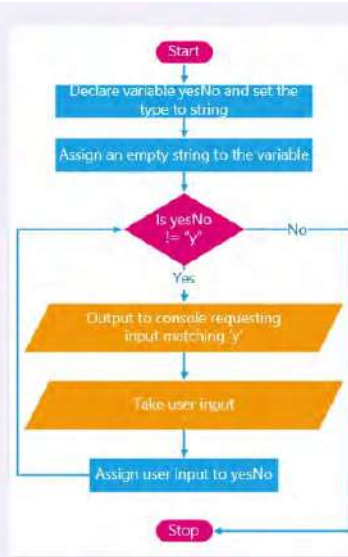 Start
Declare variable yesNo and set the
type to string
Assign an empty string to the variable
Is yesNo
!= "y"
No
Yes
Output to console requesting
input matching 'y'
Take user input
Assign user input to yesNo
Stop